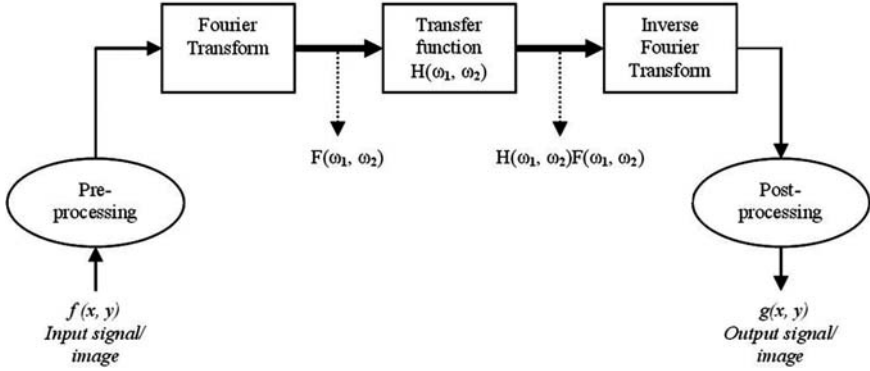 Fourier
Transform
Transfer
function
H(ω₁, ω₂)
Inverse
Fourier
Transform
F(ω₁, ω₂)
H(ω₁, ω₂)F(ω₁, ω₂)
Pre-
processing
Post-
processing
f (x, y)
Input signal/
image
g(x, y)
Output signal/
image